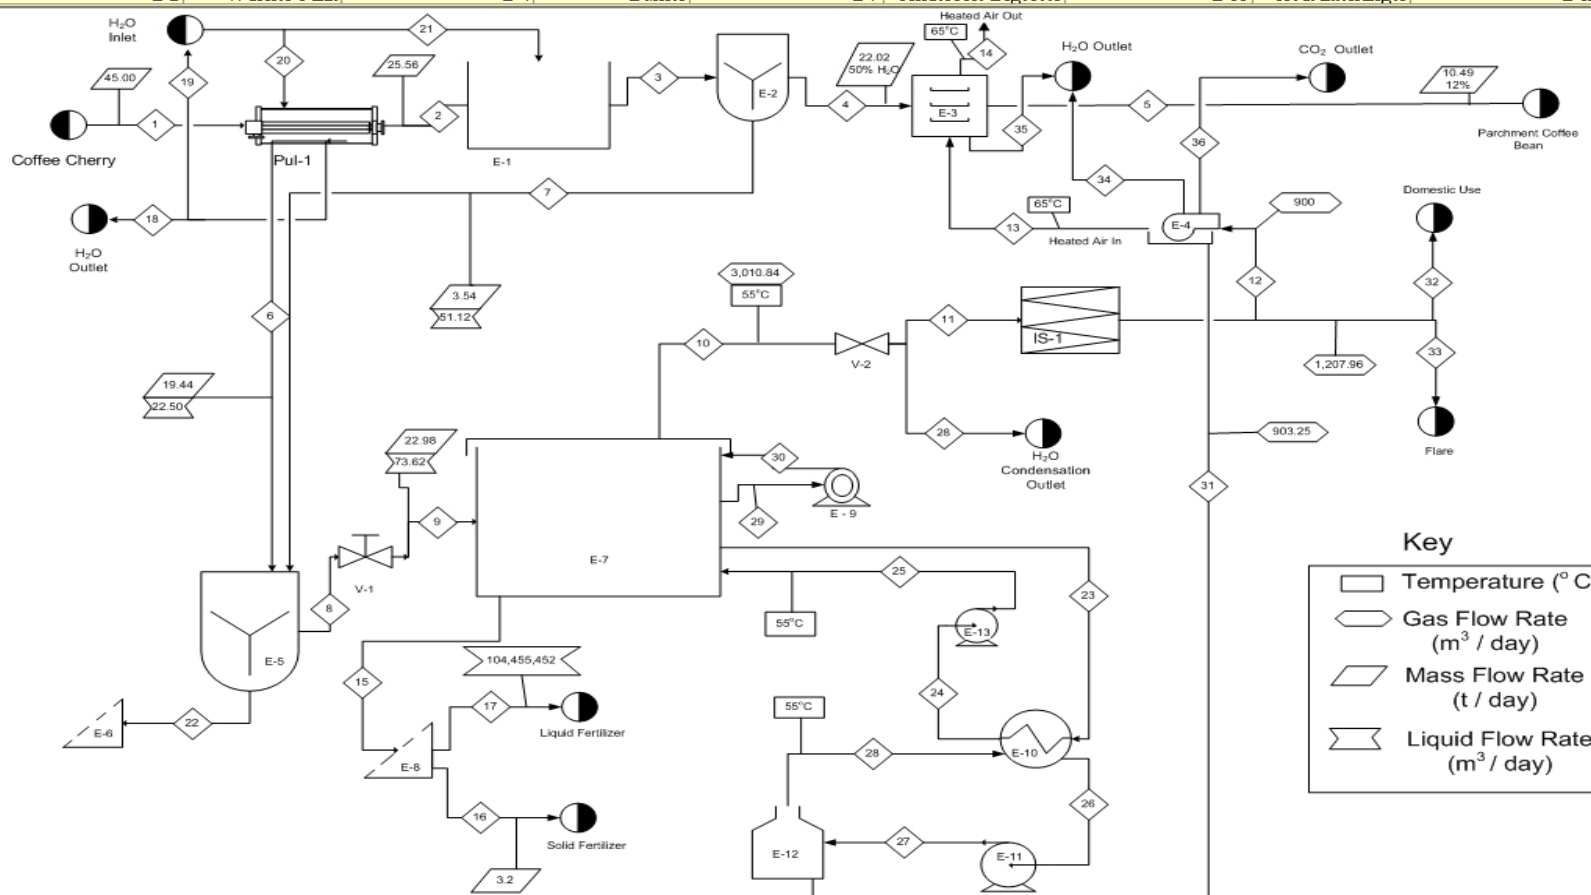 H₂O
Inlet
21
20
19
45.00
25.56
1
2
Coffee Cherry
Pul-1
E-1
3
E-2
22.02
50% H₂O
4
Heated Air Out
65°C
14
E-3
H₂O Outlet
35
5
CO₂ Outlet
10.49
12%
Parchment Coffee
Bean
36
34
7
18
H₂O
Outlet
65°C
13
Heated Air In
E-4
900
Domestic Use
3.54
51.12
6
3,010.84
55°C
10
V-2
11
IS-1
12
32
1,207.96
33
19.44
22.50
28
H₂O
Condensation
Outlet
903.25
Flare
22.98
73.62
30
E - 9
29
31
9
V-1
8
E-7
25
55°C
23
E-13
24
E-5
22
E-6
15
104,455,452
17
Liquid Fertilizer
E-8
16
Solid Fertilizer
3.2
55°C
28
E-10
26
27
E-11
E-12
Key
Temperature (° C
Gas Flow Rate
(m³ / day)
Mass Flow Rate
(t / day)
Liquid Flow Rate
(m³ / day)